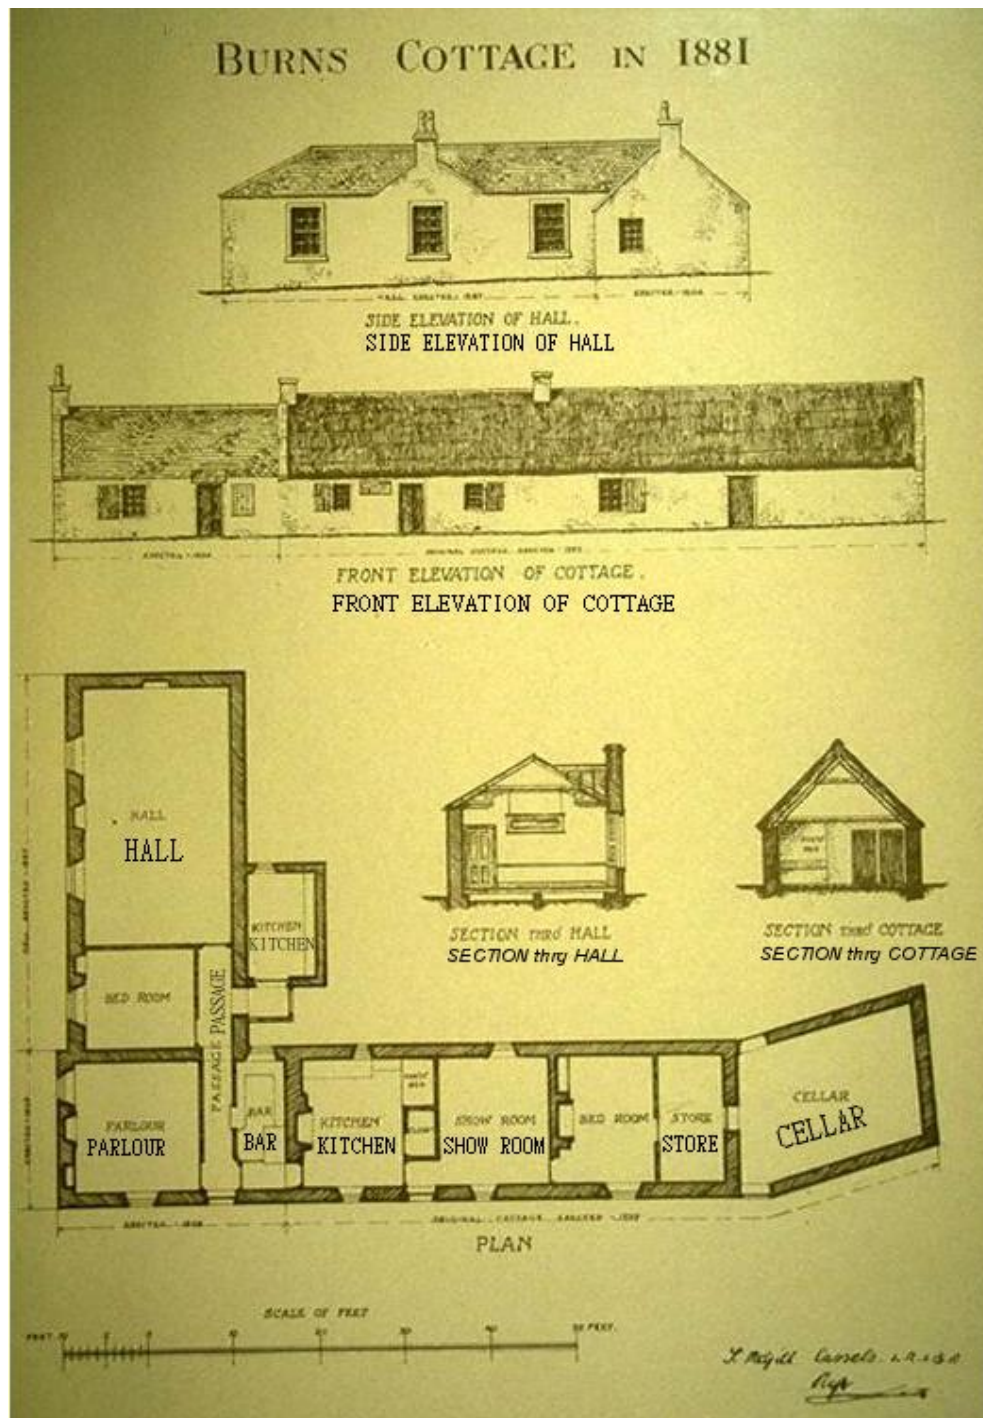 BURNS COTTAGE IN 1881
SIDE ELEVATION OF HALL.
SIDE ELEVATION OF HALL
FRONT ELEVATION OF COTTAGE.
FRONT ELEVATION OF COTTAGE
HALL
HALL
KITCHEN
KITCHEN
BED ROOM
PASSAGE
PASSAGE
SECTION THRO' HALL
SECTION thrg HALL
SECTION THRO' COTTAGE
SECTION thrg COTTAGE
PARLOUR
PARLOUR
BAR
BAR
KITCHEN
KITCHEN
SHOW ROOM
SHOW ROOM
BED ROOM
STORE
STORE
CELLAR
CELLAR
PLAN
SCALE OF FEET
FEET 10 5 0 10 20 30 40 50 FEET.